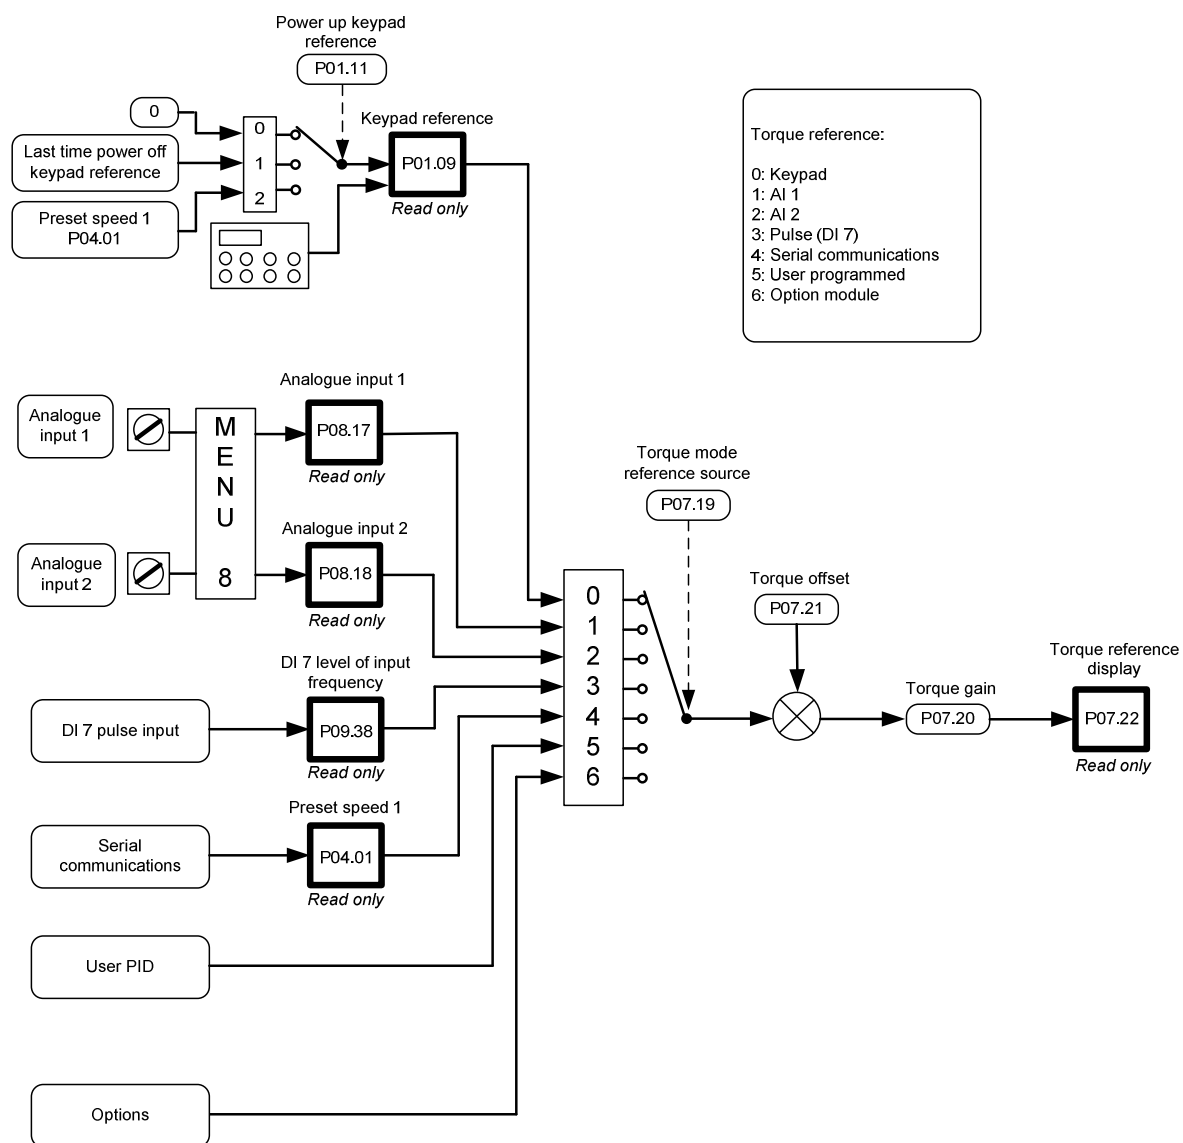 Power up keypad
reference
P01.11
0
Last time power off
keypad reference
Preset speed 1
P04.01
0
1
2
Keypad reference
P01.09
Read only
Torque reference:
0: Keypad
1: AI 1
2: AI 2
3: Pulse (DI 7)
4: Serial communications
5: User programmed
6: Option module
Analogue
input 1
Analogue
input 2
M
E
N
U
8
Analogue input 1
P08.17
Read only
Analogue input 2
P08.18
Read only
DI 7 pulse input
DI 7 level of input
frequency
P09.38
Read only
Serial
communications
Preset speed 1
P04.01
Read only
User PID
Options
0
1
2
3
4
5
6
Torque mode
reference source
P07.19
Torque offset
P07.21
Torque gain
P07.20
Torque reference
display
P07.22
Read only